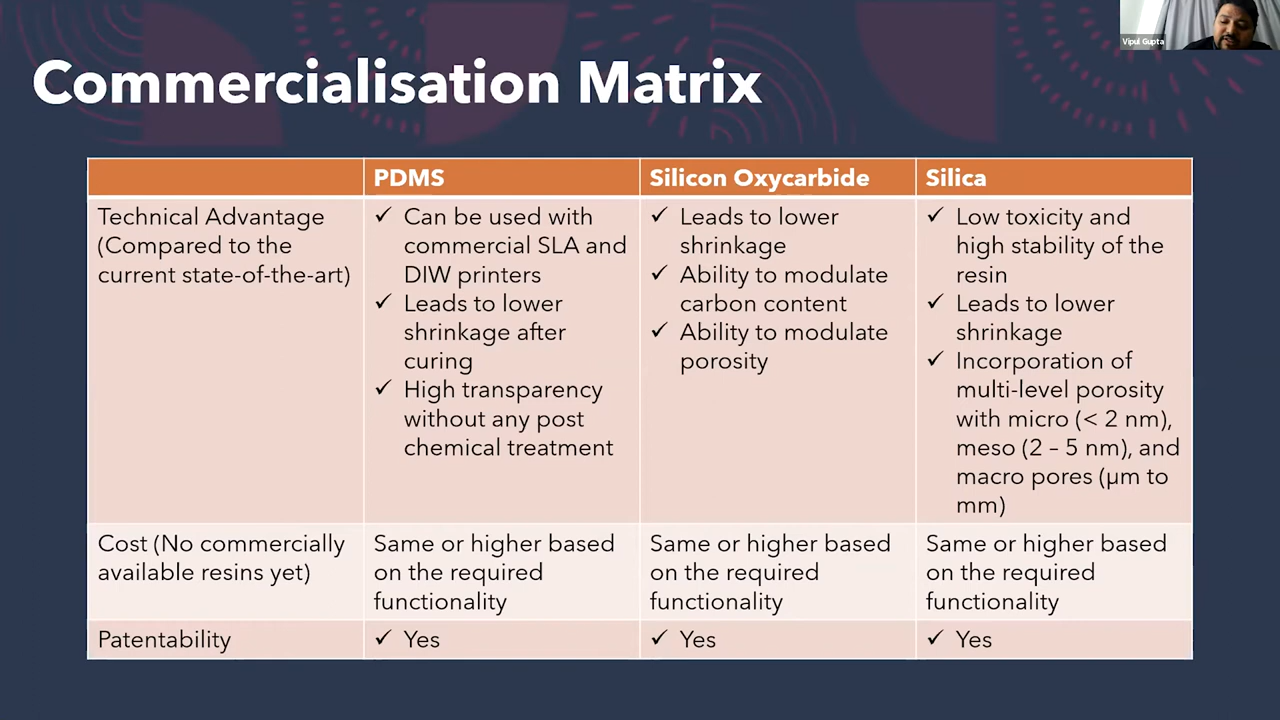 Vipul Gupta
Commercialisation Matrix
PDMS
Silicon Oxycarbide
Silica
Technical Advantage
(Compared to the
current state-of-the-art)
✓ Can be used with
commercial SLA and
DIW printers
✓ Leads to lower
shrinkage after
curing
✓ High transparency
without any post
chemical treatment
✓ Leads to lower
shrinkage
✓ Ability to modulate
carbon content
✓ Ability to modulate
porosity
✓ Low toxicity and
high stability of the
resin
✓ Leads to lower
shrinkage
✓ Incorporation of
multi-level porosity
with micro (< 2 nm),
meso (2 – 5 nm), and
macro pores (µm to
mm)
Cost (No commercially
available resins yet)
Same or higher based
on the required
functionality
Same or higher based
on the required
functionality
Same or higher based
on the required
functionality
Patentability
✓ Yes
✓ Yes
✓ Yes